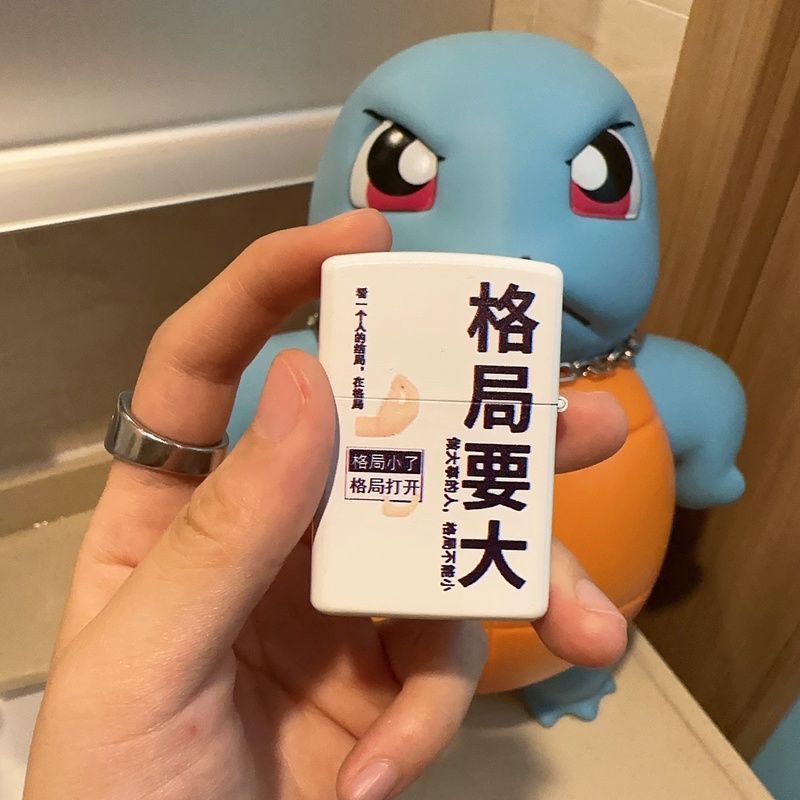 格局要大
做大事的人，格局不能小
看一个人的结局，在格局
格局小了
格局打开